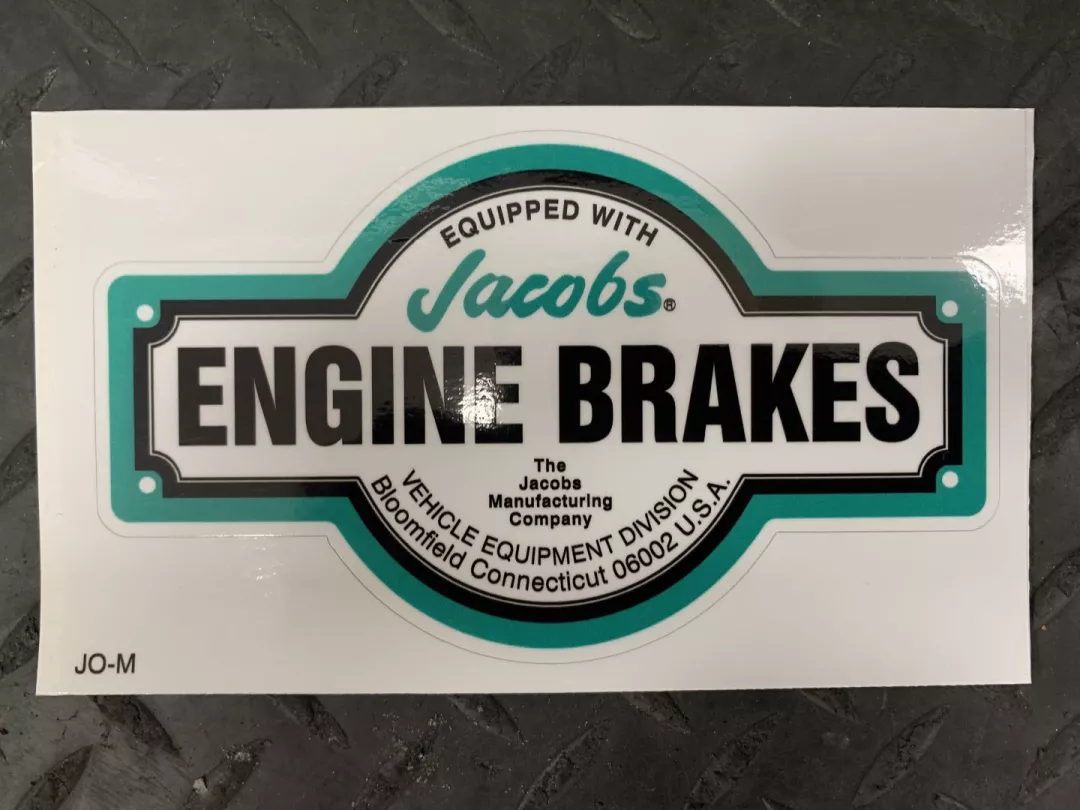 EQUIPPED WITH
Jacobs®
ENGINE BRAKES
The
Jacobs
Manufacturing
Company
VEHICLE EQUIPMENT DIVISION
Bloomfield Connecticut 06002 U.S.A.
JO-M